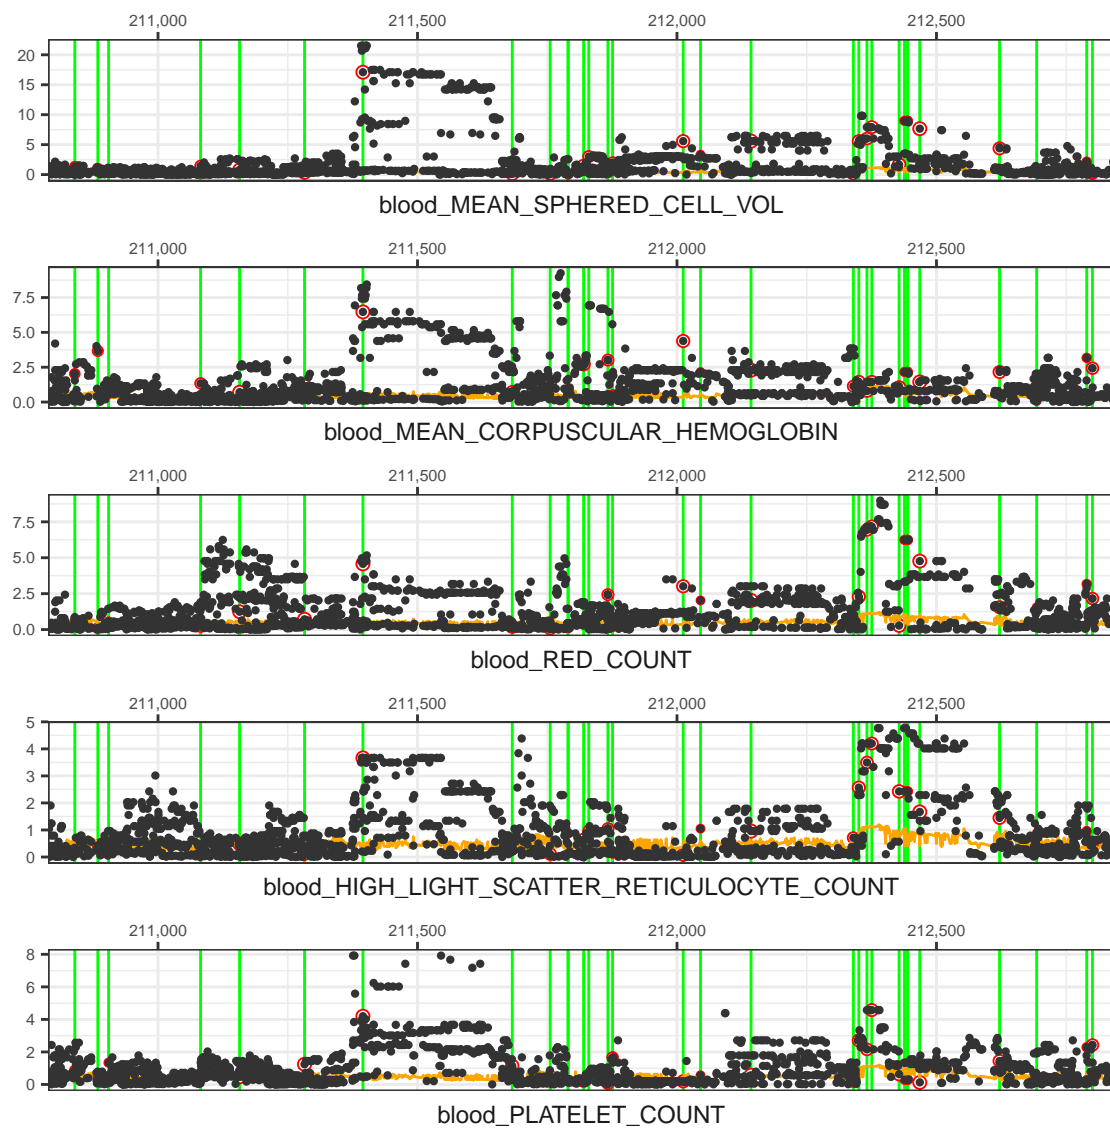 211,000 211,500 212,000 212,500
20
15
10
5
0
blood_MEAN_SPHERED_CELL_VOL
211,000 211,500 212,000 212,500
7.5
5.0
2.5
0.0
blood_MEAN_CORPUSCULAR_HEMOGLOBIN
211,000 211,500 212,000 212,500
7.5
5.0
2.5
0.0
blood_RED_COUNT
211,000 211,500 212,000 212,500
5
4
3
2
1
0
blood_HIGH_LIGHT_SCATTER_RETICULOCYTE_COUNT
211,000 211,500 212,000 212,500
8
6
4
2
0
blood_PLATELET_COUNT